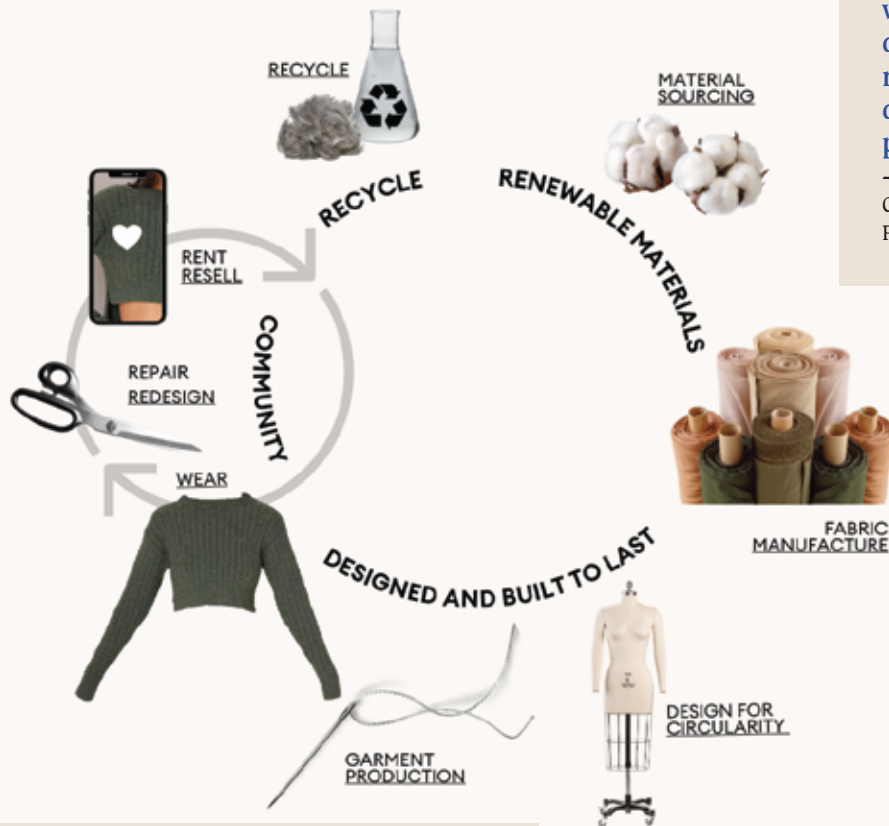 RECYCLE
MATERIAL
SOURCING
RECYCLE
RENEWABLE MATERIALS
RENT
RESELL
COMMUNITY
REPAIR
REDESIGN
WEAR
FABRIC
MANUFACTURE
DESIGNED AND BUILT TO LAST
DESIGN FOR
CIRCULARITY
GARMENT
PRODUCTION